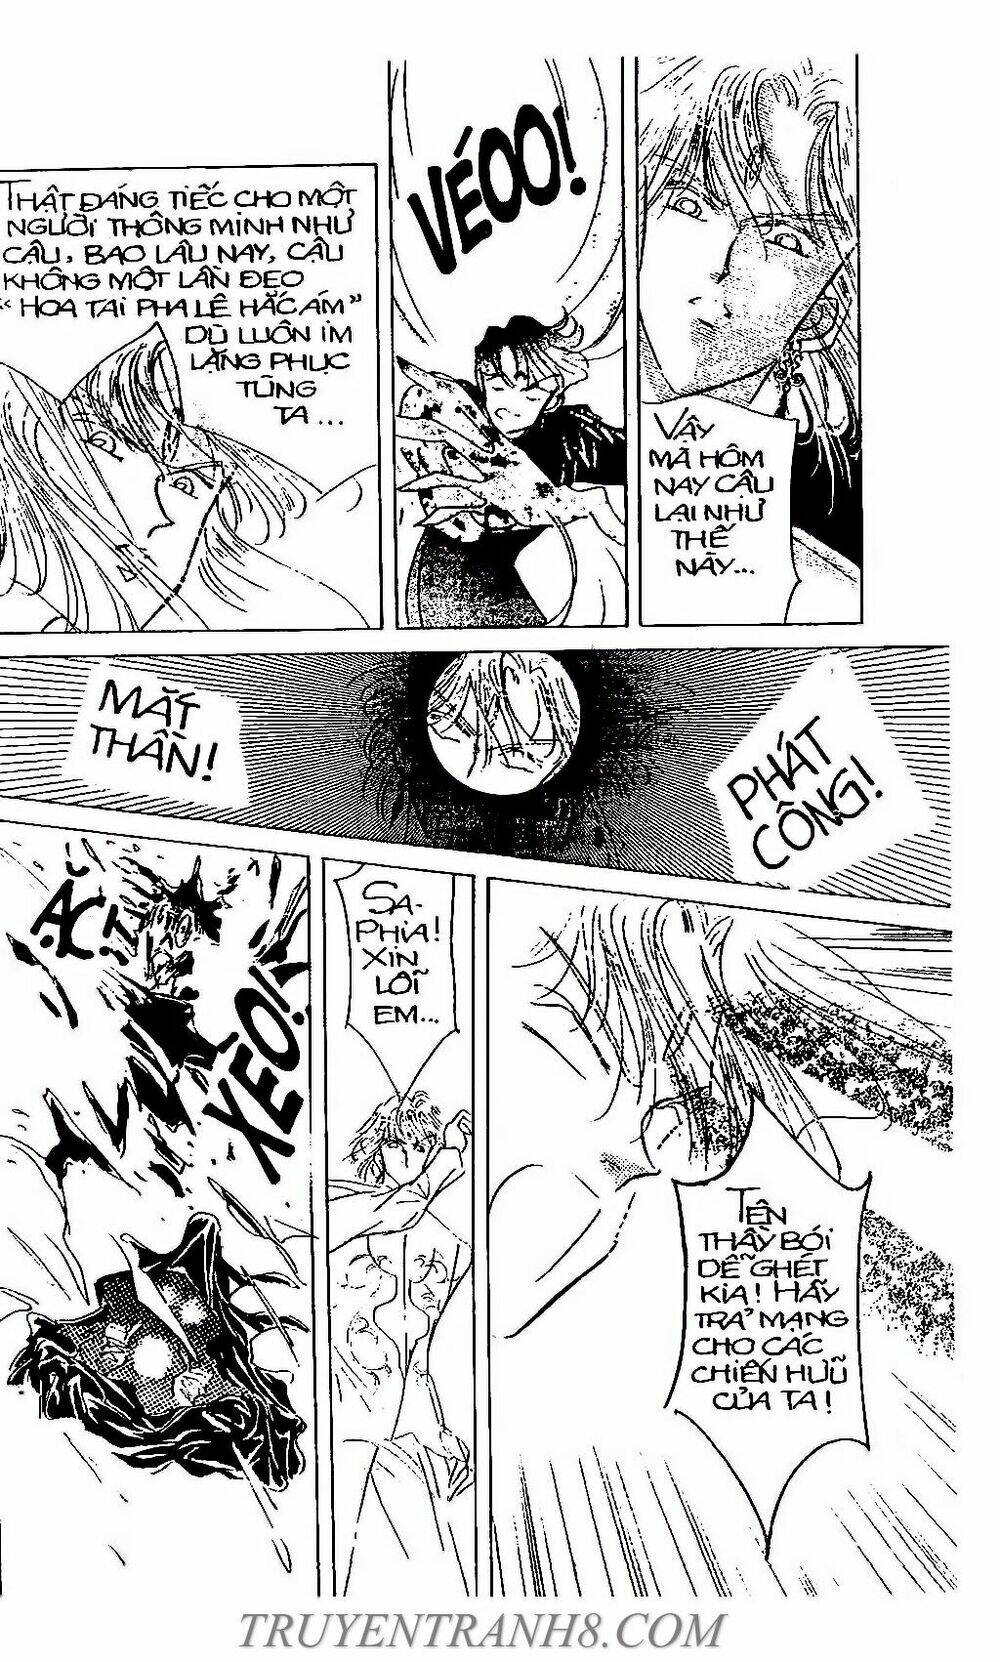 VẬY
MÀ HÔM
NAY CẬU
LẠI NHƯ
THẾ
NÀY...
VÉOO!
THẬT ĐÁNG TIẾC CHO MỘT
NGƯỜI THÔNG MINH NHƯ
CẬU, BAO LÂU NAY, CẬU
KHÔNG MỘT LẦN ĐEO
"HOA TAI PHA LÊ HẮC ÁM"
DÙ LUÔN IM
LẶNG PHỤC
TÙNG
TA...
PHÁT
CÔNG!
MẮT
THẦN!
TÊN
THẦY BÓI
DỄ GHÉT
KIA! HÃY
TRẢ MẠNG
CHO CÁC
CHIẾN HỮU
CỦA TA!
SA-
PHIA!
XIN
LỖI
EM...
XẸO!
TRUYENTRANH8.COM